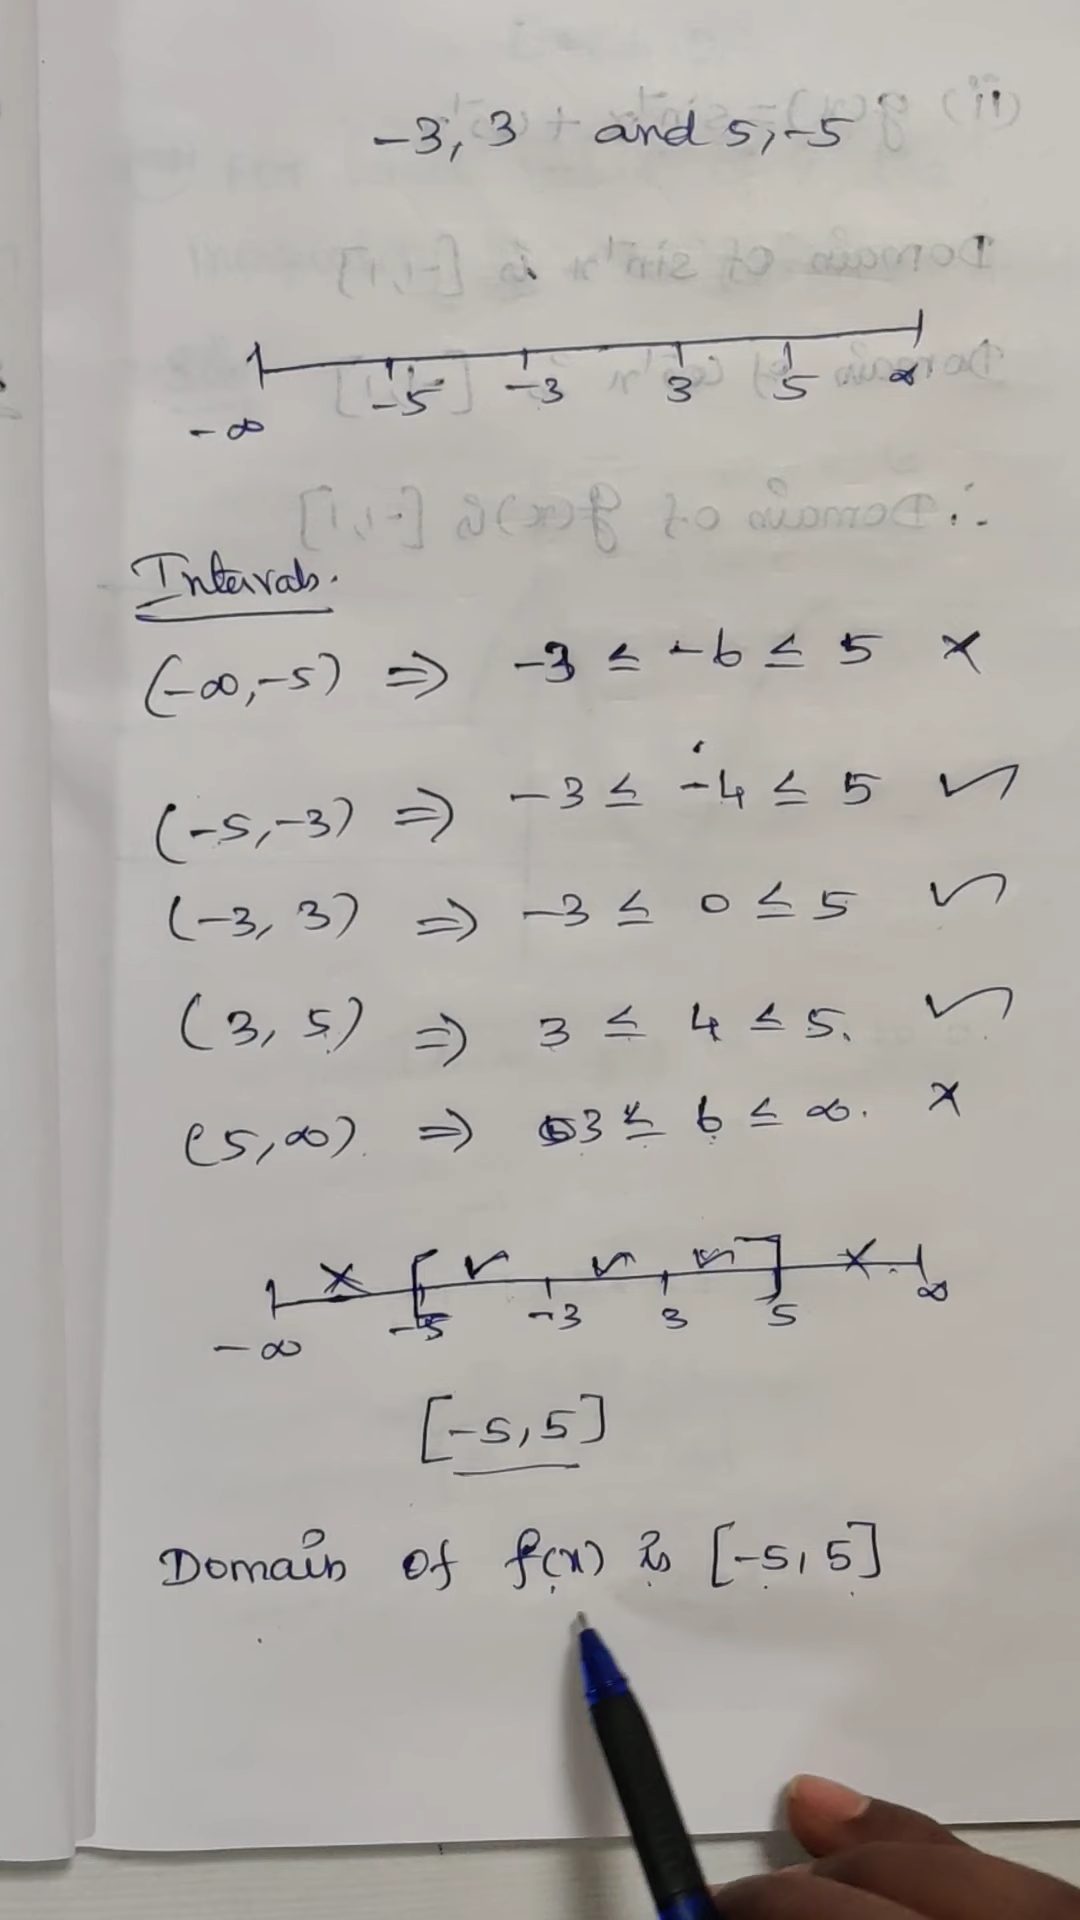 -3, 3 and 5, -5
-∞ -5 -3 3 5 ∞
Intervals.
(-∞, -5) ⇒ -3 ≤ -6 ≤ 5 ×
(-5, -3) ⇒ -3 ≤ -4 ≤ 5 ✓
(-3, 3) ⇒ -3 ≤ 0 ≤ 5 ✓
(3, 5) ⇒ 3 ≤ 4 ≤ 5. ✓
(5, ∞). ⇒ 3 ≤ 6 ≤ ∞. ×
× [ ✓ ✓ ✓ ] ×
-∞ -5 -3 3 5 ∞
[-5, 5]
Domain of f(x) is [-5, 5]